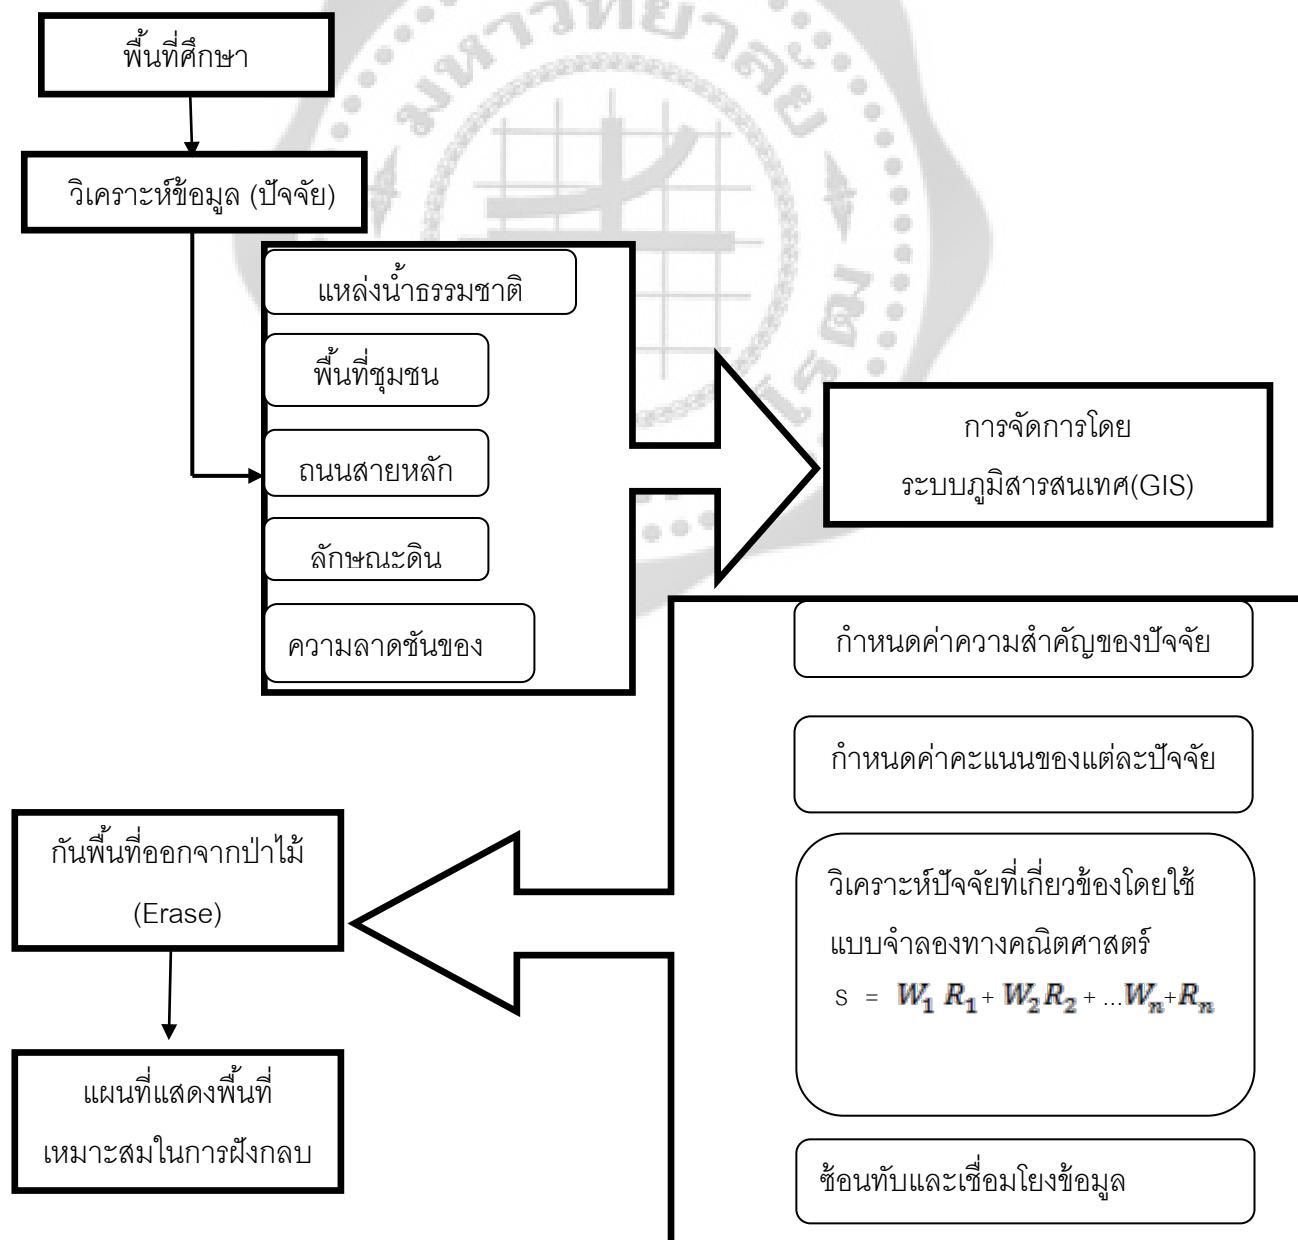 พื้นที่ศึกษา
วิเคราะห์ข้อมูล (ปัจจัย)
แหล่งน้ำธรรมชาติ
พื้นที่ชุมชน
ถนนสายหลัก
ลักษณะดิน
ความลาดชันของ
การจัดการโดย
ระบบภูมิสารสนเทศ(GIS)
กำหนดค่าความสำคัญของปัจจัย
กำหนดค่าคะแนนของแต่ละปัจจัย
วิเคราะห์ปัจจัยที่เกี่ยวข้องโดยใช้
แบบจำลองทางคณิตศาสตร์
S = W₁ R₁ + W₂R₂ + ...Wₙ+Rₙ
ซ้อนทับและเชื่อมโยงข้อมูล
กันพื้นที่ออกจากป่าไม้
(Erase)
แผนที่แสดงพื้นที่
เหมาะสมในการฝังกลบ
มหาวิทยาลัย